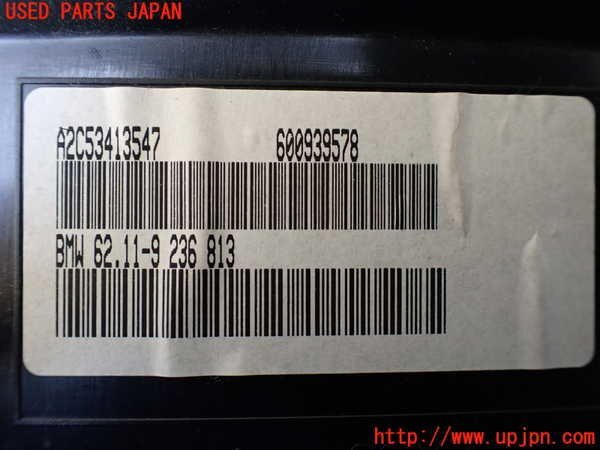 USED PARTS JAPAN
A2C53413547 600939578
BMW 62.11-9 236 813
http://www.upjpn.com/